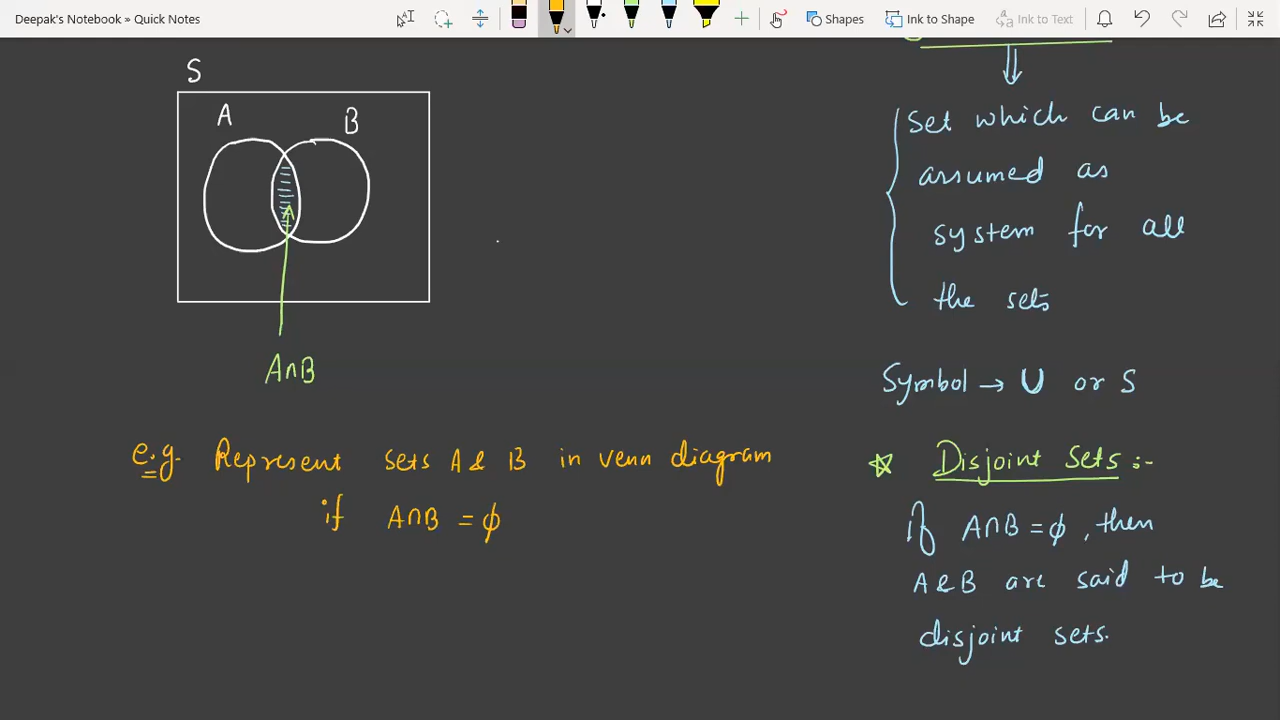 Deepak's Notebook » Quick Notes
Shapes
Ink to Shape
Ink to Text
S
A
B
A∩B
e.g. Represent sets A & B in venn diagram
if A∩B = ϕ
Set which can be
assumed as
system for all
the sets
Symbol → U or S
Disjoint Sets :-
if A∩B = ϕ, then
A & B are said to be
disjoint sets.